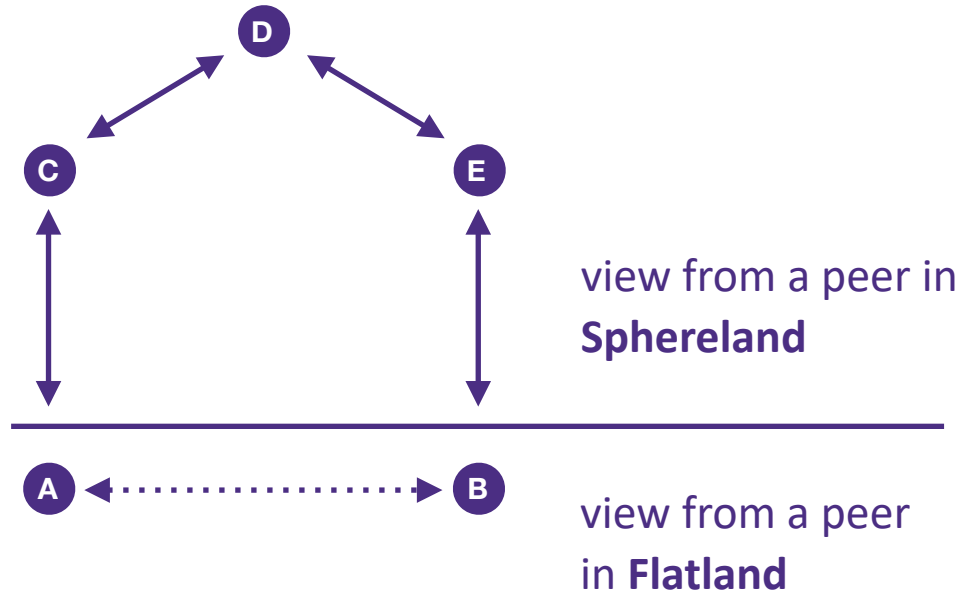 D
C
E
view from a peer in
Sphereland
A
B
view from a peer
in Flatland